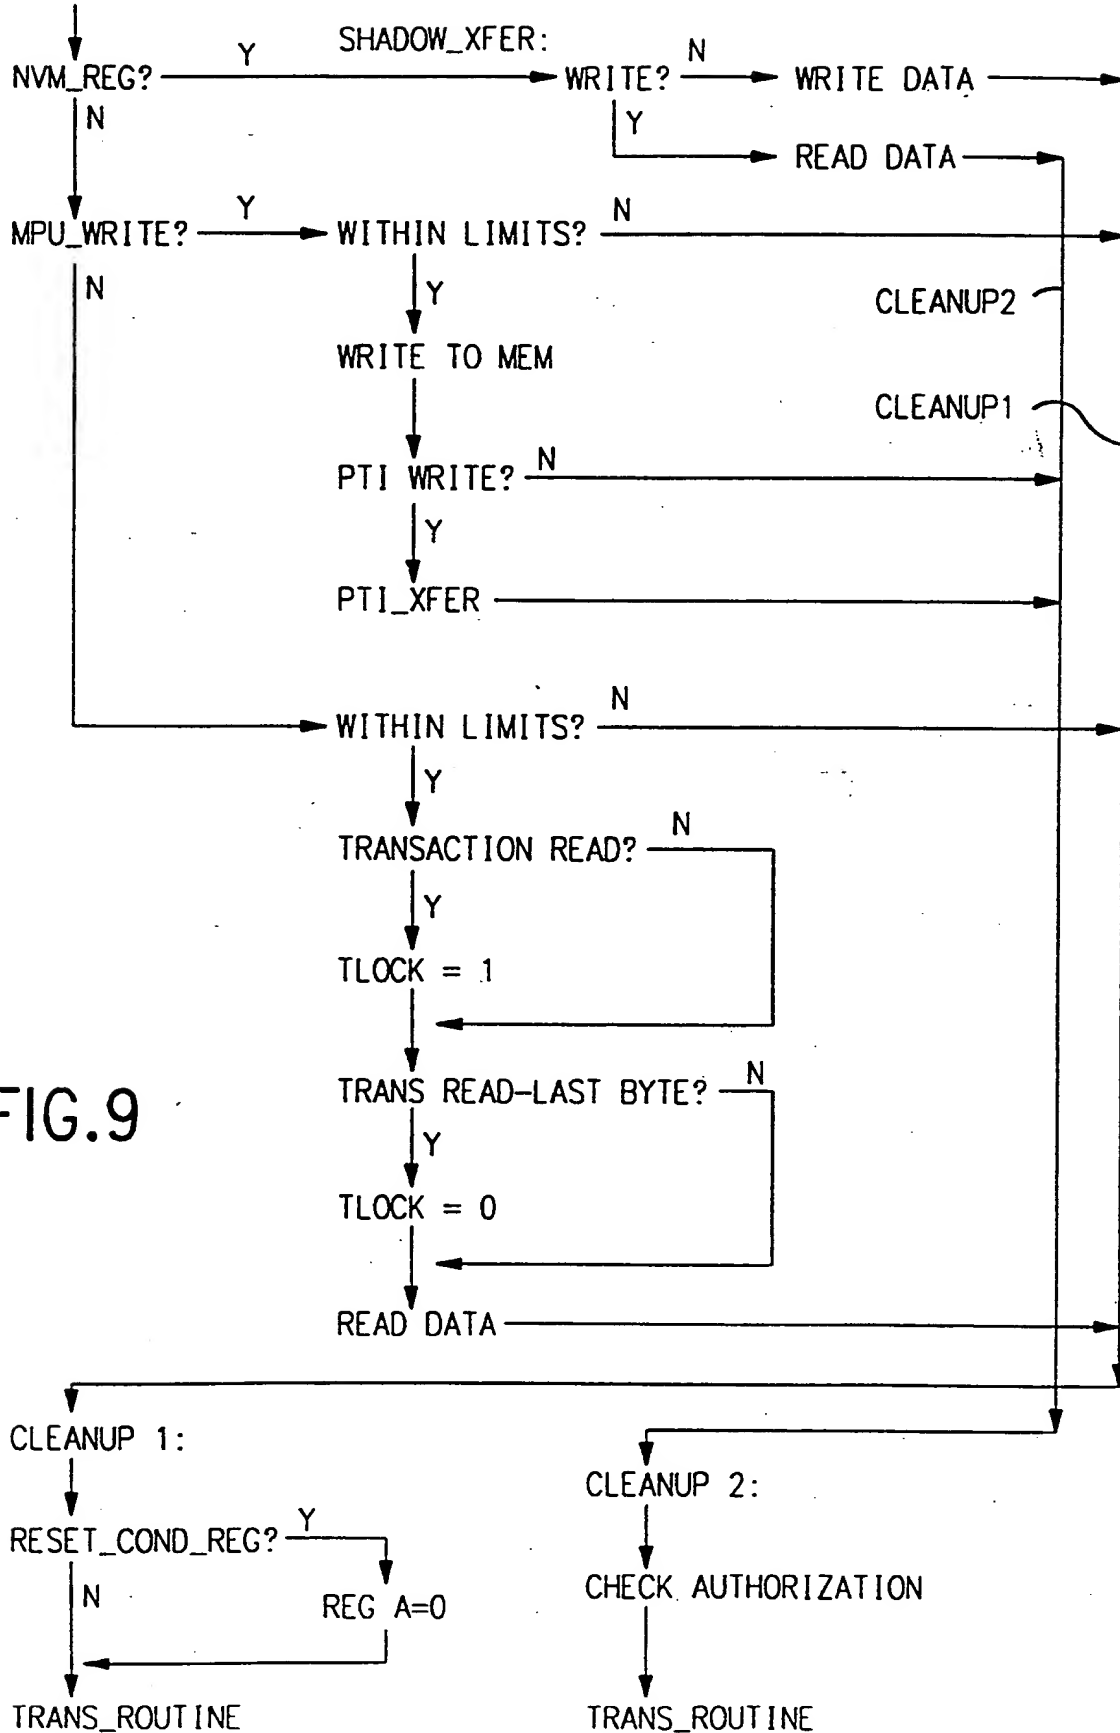 SHADOW_XFER:
NVM_REG? Y WRITE? N WRITE DATA
N Y READ DATA
MPU_WRITE? Y WITHIN LIMITS? N
N Y CLEANUP2
WRITE TO MEM
CLEANUP1
PTI WRITE? N
Y
PTI_XFER
WITHIN LIMITS? N
Y
TRANSACTION READ? N
Y
TLOCK = 1
TRANS READ-LAST BYTE? N
FIG.9
Y
TLOCK = 0
READ DATA
CLEANUP 1:
RESET_COND_REG? Y
N REG A=0
TRANS_ROUTINE
CLEANUP 2:
CHECK AUTHORIZATION
TRANS_ROUTINE